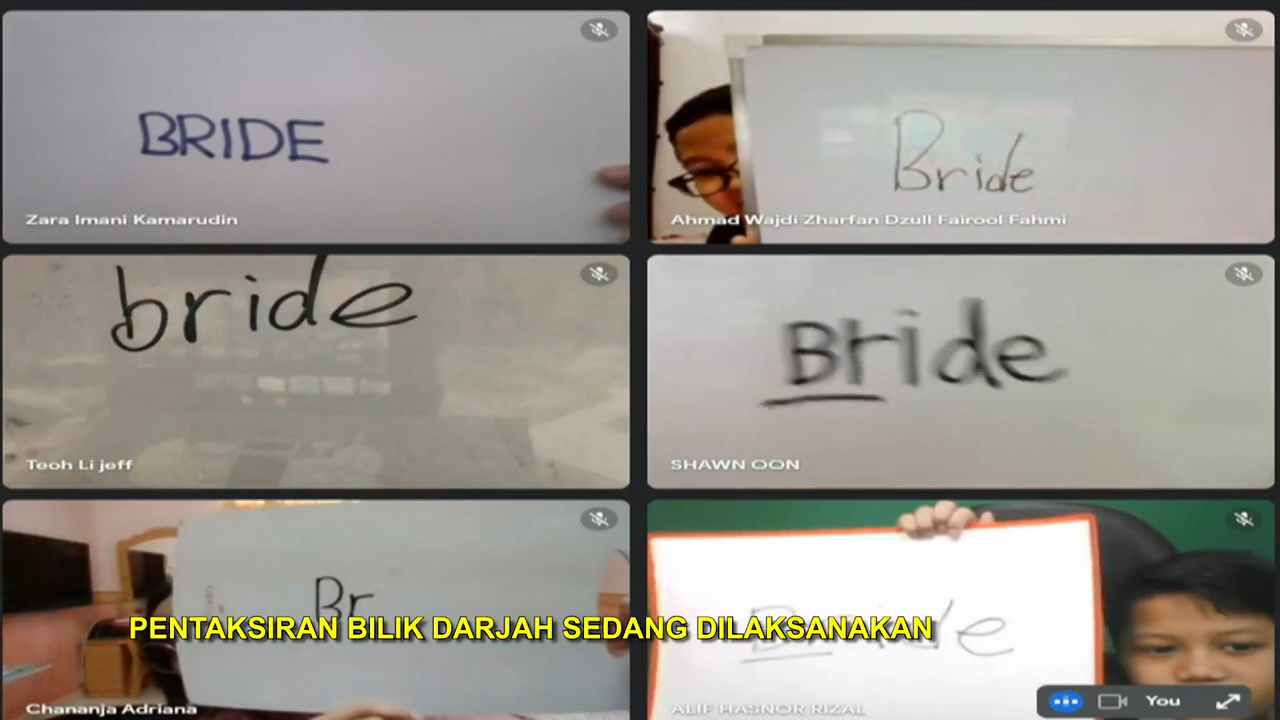 BRIDE
Zara Imani Kamarudin
Bride
Ahmad Wajdi Zharfan Dzull Fairool Fahmi
bride
Teoh Li jeff
Bride
SHAWN OON
Br
Chananja Adriana
Bride
ALIF HASNOR RIZAL
PENTAKSIRAN BILIK DARJAH SEDANG DILAKSANAKAN
You